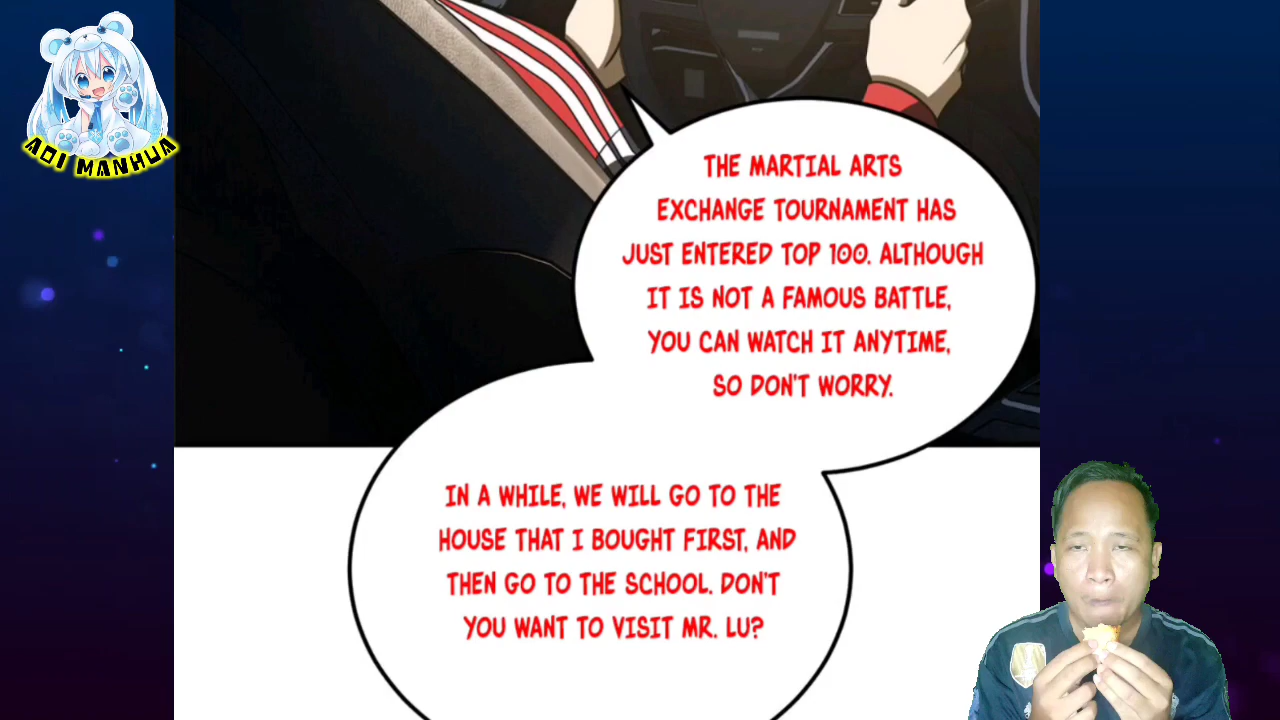 AOI MANHUA
THE MARTIAL ARTS
EXCHANGE TOURNAMENT HAS
JUST ENTERED TOP 100. ALTHOUGH
IT IS NOT A FAMOUS BATTLE,
YOU CAN WATCH IT ANYTIME,
SO DON'T WORRY.
IN A WHILE, WE WILL GO TO THE
HOUSE THAT I BOUGHT FIRST, AND
THEN GO TO THE SCHOOL. DON'T
YOU WANT TO VISIT MR. LU?